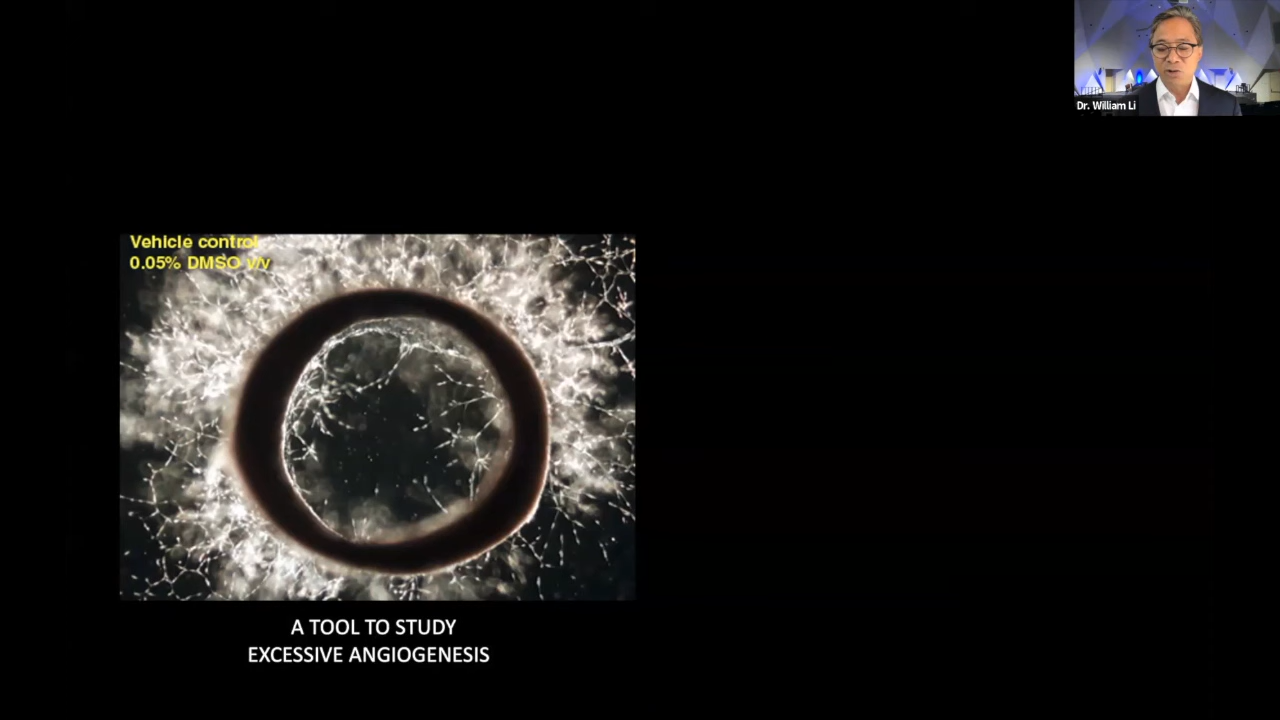 Dr. William Li
Vehicle control
0.05% DMSO v/v
A TOOL TO STUDY
EXCESSIVE ANGIOGENESIS